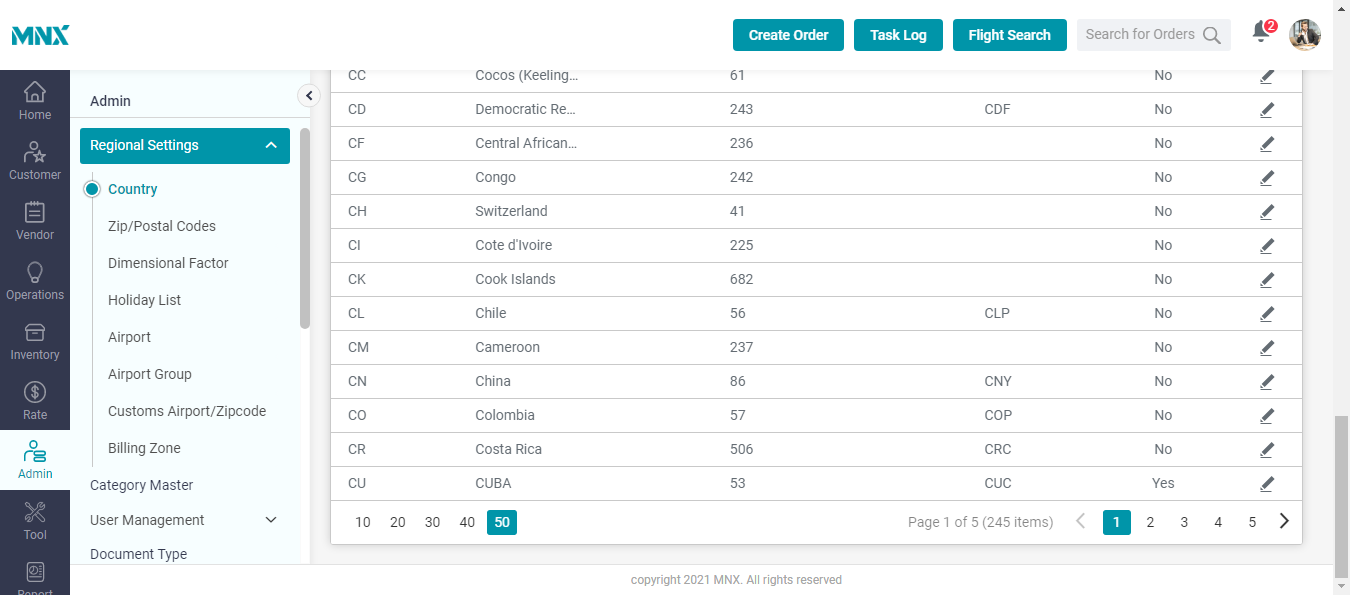 MNX
Create Order
Task Log
Flight Search
Search for Orders
2
Home
Customer
Vendor
Operations
Inventory
Rate
Admin
Tool
Report
Admin
Regional Settings
Country
Zip/Postal Codes
Dimensional Factor
Holiday List
Airport
Airport Group
Customs Airport/Zipcode
Billing Zone
Category Master
User Management
Document Type
CC Cocos (Keeling... 61 No
CD Democratic Re... 243 CDF No
CF Central African... 236 No
CG Congo 242 No
CH Switzerland 41 No
CI Cote d'Ivoire 225 No
CK Cook Islands 682 No
CL Chile 56 CLP No
CM Cameroon 237 No
CN China 86 CNY No
CO Colombia 57 COP No
CR Costa Rica 506 CRC No
CU CUBA 53 CUC Yes
10 20 30 40 50 Page 1 of 5 (245 items) 1 2 3 4 5
copyright 2021 MNX. All rights reserved